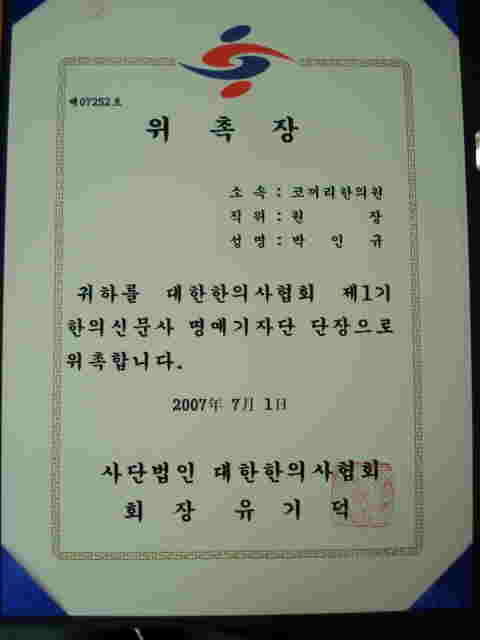 제07252호
위 촉 장
소 속 : 코끼리한의원
직 위 : 원 장
성 명 : 박 인 규
귀하를 대한한의사협회 제1기
한의신문사 명예기자단 단장으로
위촉합니다.
2007年 7月 1日
사단법인 대한한의사협회
회 장 유 기 덕